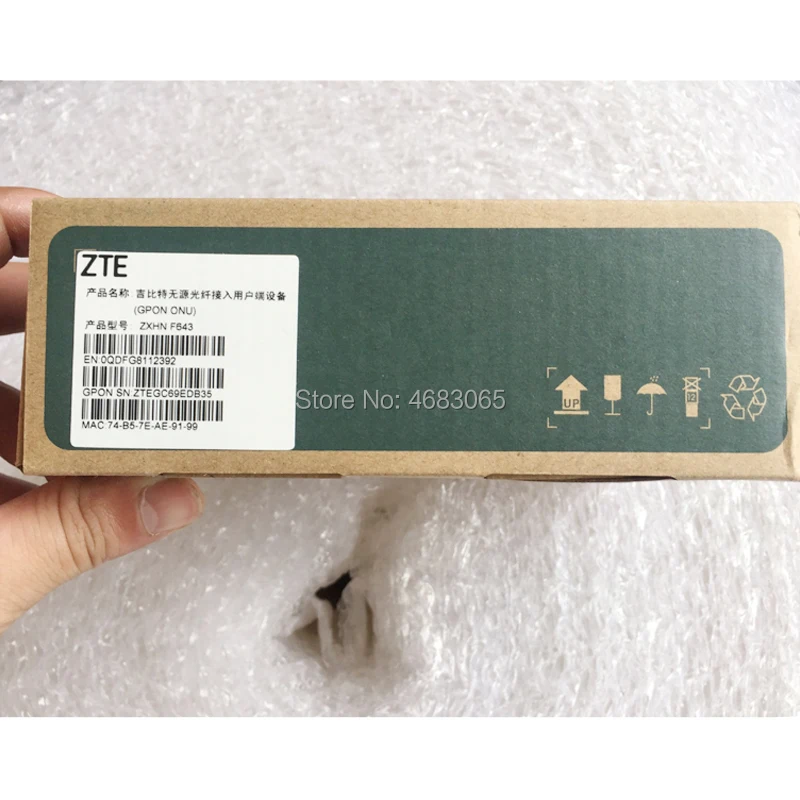 ZTE
产品名称 吉比特无源光纤接入用户端设备
(GPON ONU)
产品型号 ZXHN F643
EN:0QDFG8112392
GPON SN:ZTEGC69EDB35
MAC:74-B5-7E-AE-91-99
Store No: 4683065
UP